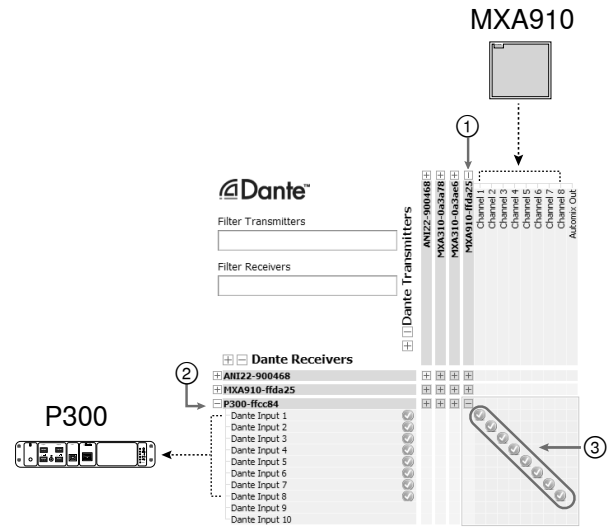 MXA910
1
Dante™
Filter Transmitters
Filter Receivers
Dante Transmitters
ANI22-900468
MXA310-0a3a78
MXA310-0a3ae6
MXA910-ffda25
Channel 1
Channel 2
Channel 3
Channel 4
Channel 5
Channel 6
Channel 7
Channel 8
Automix Out
Dante Receivers
2
ANI22-900468
MXA910-ffda25
P300-ffcc84
P300
Dante Input 1
Dante Input 2
Dante Input 3
Dante Input 4
Dante Input 5
Dante Input 6
Dante Input 7
Dante Input 8
Dante Input 9
Dante Input 10
3